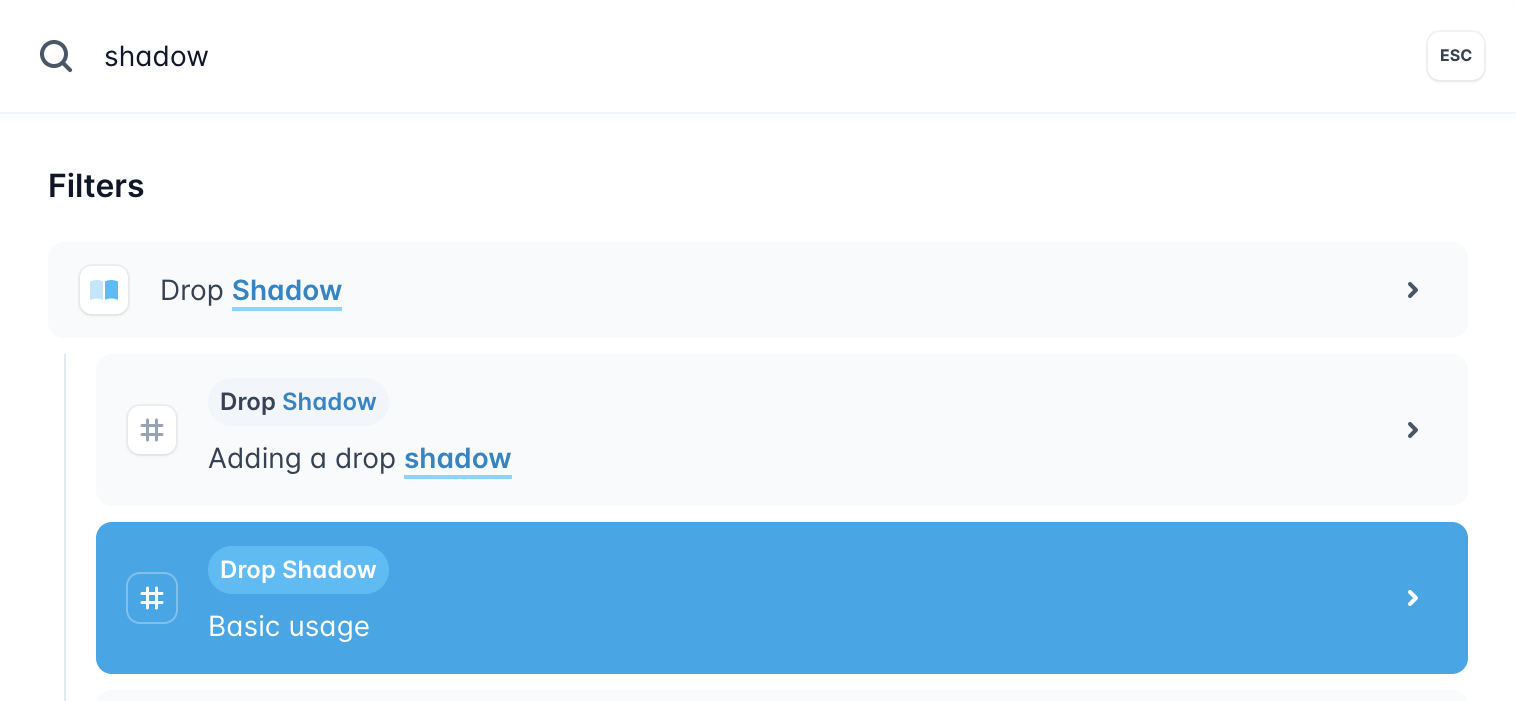 shadow
ESC
Filters
Drop Shadow
Drop Shadow
Adding a drop shadow
Drop Shadow
Basic usage